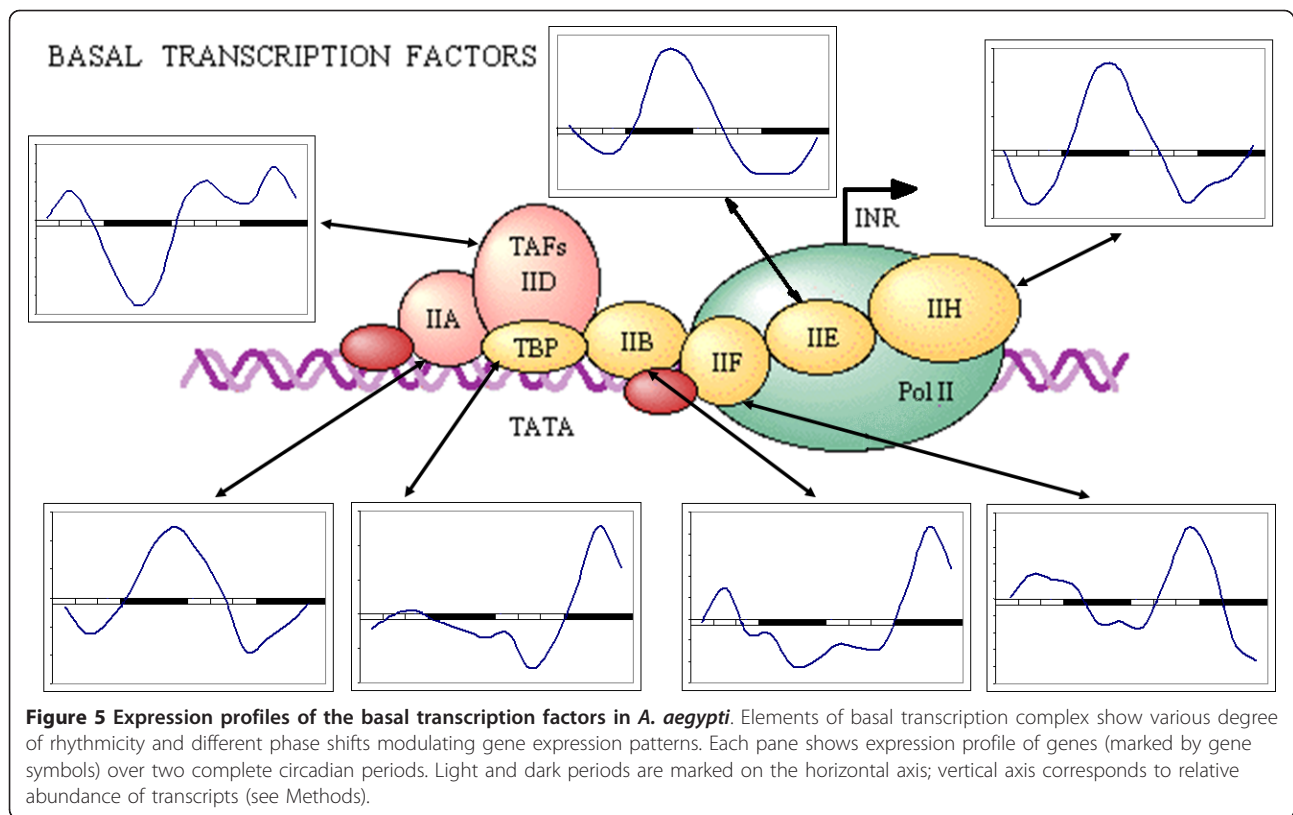 BASAL TRANSCRIPTION FACTORS
INR
TAFs
IID
IIA
IIH
TBP
IIB
IIF
IIE
Pol II
TATA
Figure 5 Expression profiles of the basal transcription factors in A. aegypti. Elements of basal transcription complex show various degree
of rhythmicity and different phase shifts modulating gene expression patterns. Each pane shows expression profile of genes (marked by gene
symbols) over two complete circadian periods. Light and dark periods are marked on the horizontal axis; vertical axis corresponds to relative
abundance of transcripts (see Methods).